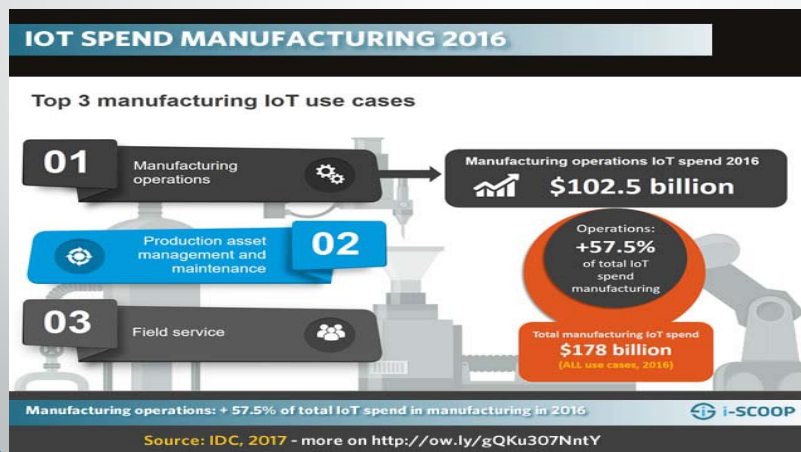 IOT SPEND MANUFACTURING 2016
Top 3 manufacturing IoT use cases
01
Manufacturing
operations
Manufacturing operations IoT spend 2016
$102.5 billion
Production asset
management and
maintenance
02
Operations:
+57.5%
of total IoT
spend
manufacturing
03
Field service
Total manufacturing IoT spend
$178 billion
(ALL use cases, 2016)
Manufacturing operations: + 57.5% of total IoT spend in manufacturing in 2016
i-SCOOP
Source: IDC, 2017 - more on http://ow.ly/gQKu307NntY